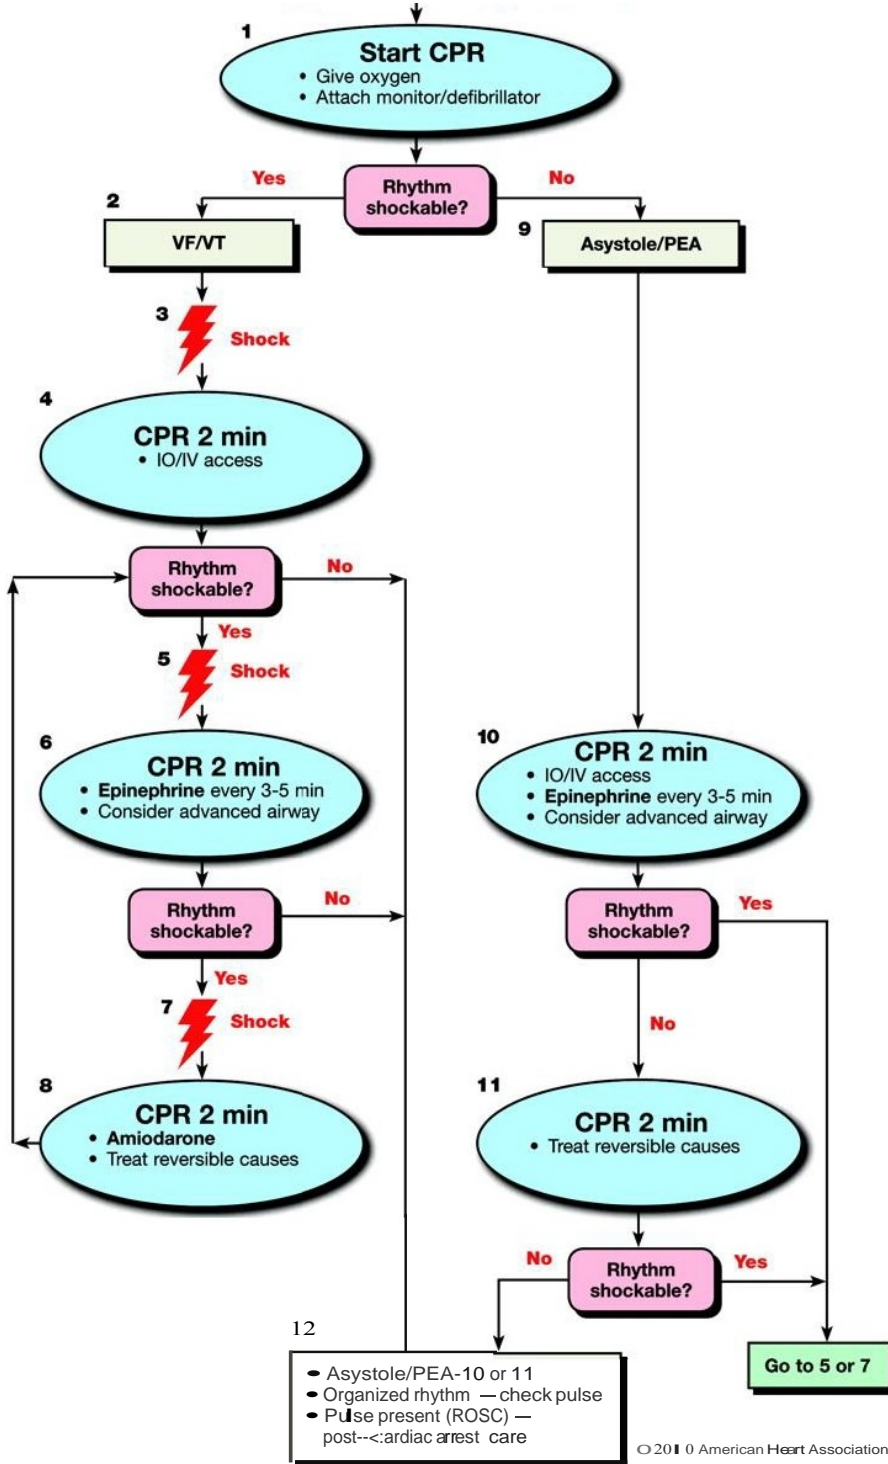 1
Start CPR
• Give oxygen
• Attach monitor/defibrillator
Yes
Rhythm
shockable?
No
2
VF/VT
9
Asystole/PEA
3
Shock
4
CPR 2 min
• IO/IV access
Rhythm
shockable?
No
Yes
5
Shock
6
CPR 2 min
• Epinephrine every 3-5 min
• Consider advanced airway
10
CPR 2 min
• IO/IV access
• Epinephrine every 3-5 min
• Consider advanced airway
Rhythm
shockable?
No
Rhythm
shockable?
Yes
Yes
7
Shock
No
8
CPR 2 min
• Amiodarone
• Treat reversible causes
11
CPR 2 min
• Treat reversible causes
No
Rhythm
shockable?
Yes
12
• Asystole/PEA-10 or 11
• Organized rhythm — check pulse
• Pulse present (ROSC) —
post--<:ardiac arrest care
Go to 5 or 7
O 2010 American Heart Association